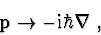 p → −iħ∇ ,